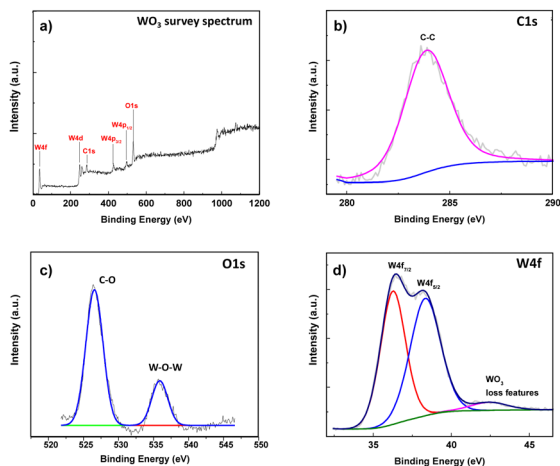 a)
WO₃ survey spectrum
Intensity (a.u.)
W4f
W4d
C1s
W4p₃/₂
W4p₁/₂
O1s
0 200 400 600 800 1000 1200
Binding Energy (eV)
b)
C1s
C-C
Intensity (a.u.)
280 285 290
Binding Energy (eV)
c)
O1s
C-O
W-O-W
Intensity (a.u.)
520 525 530 535 540 545 550
Binding Energy (eV)
d)
W4f
W4f₇/₂
W4f₅/₂
WO₃
loss features
Intensity (a.u.)
35 40 45
Binding Energy (eV)